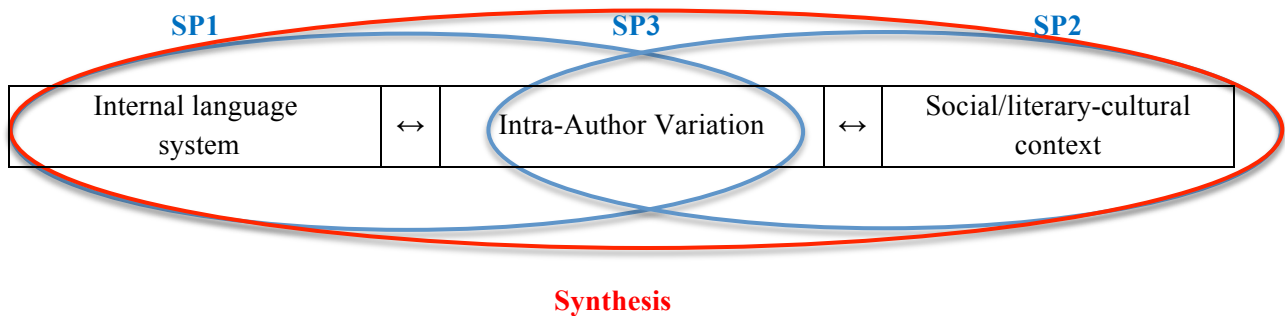 SP1 SP3 SP2
Internal language system ↔ Intra-Author Variation ↔ Social/literary-cultural context
Synthesis